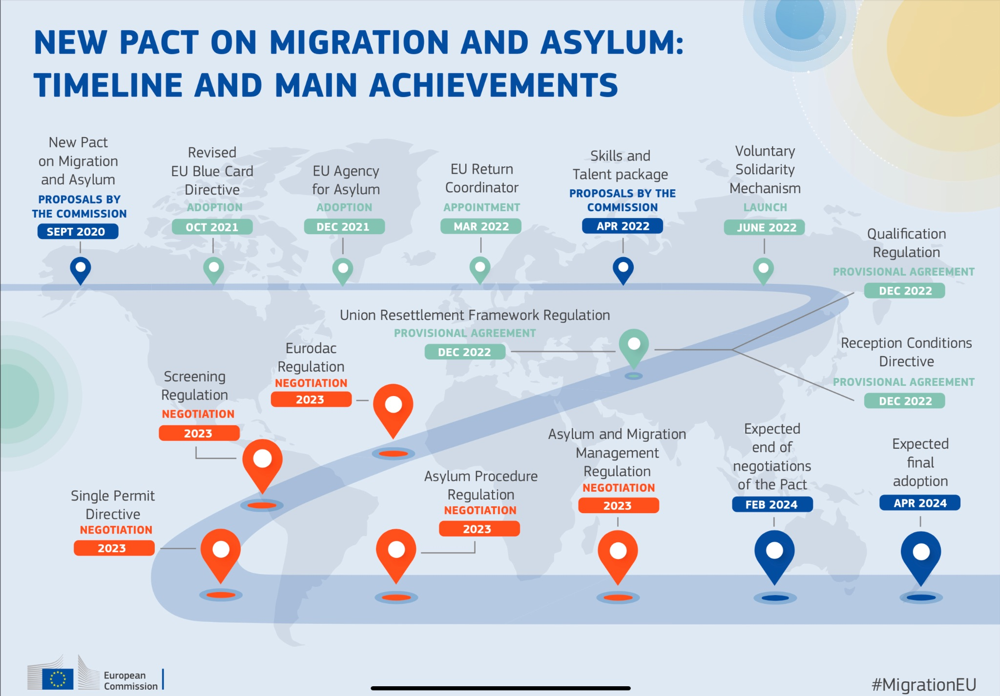 NEW PACT ON MIGRATION AND ASYLUM:
TIMELINE AND MAIN ACHIEVEMENTS
New Pact
on Migration
and Asylum
PROPOSALS BY
THE COMMISSION
SEPT 2020
Revised
EU Blue Card
Directive
ADOPTION
OCT 2021
EU Agency
for Asylum
ADOPTION
DEC 2021
EU Return
Coordinator
APPOINTMENT
MAR 2022
Skills and
Talent package
PROPOSALS BY THE
COMMISSION
APR 2022
Voluntary
Solidarity
Mechanism
LAUNCH
JUNE 2022
Qualification
Regulation
PROVISIONAL AGREEMENT
DEC 2022
Union Resettlement Framework Regulation
PROVISIONAL AGREEMENT
DEC 2022
Reception Conditions
Directive
PROVISIONAL AGREEMENT
DEC 2022
Eurodac
Regulation
NEGOTIATION
2023
Screening
Regulation
NEGOTIATION
2023
Single Permit
Directive
NEGOTIATION
2023
Asylum Procedure
Regulation
NEGOTIATION
2023
Asylum and Migration
Management
Regulation
NEGOTIATION
2023
Expected
end of
negotiations
of the Pact
FEB 2024
Expected
final
adoption
APR 2024
European
Commission
#MigrationEU